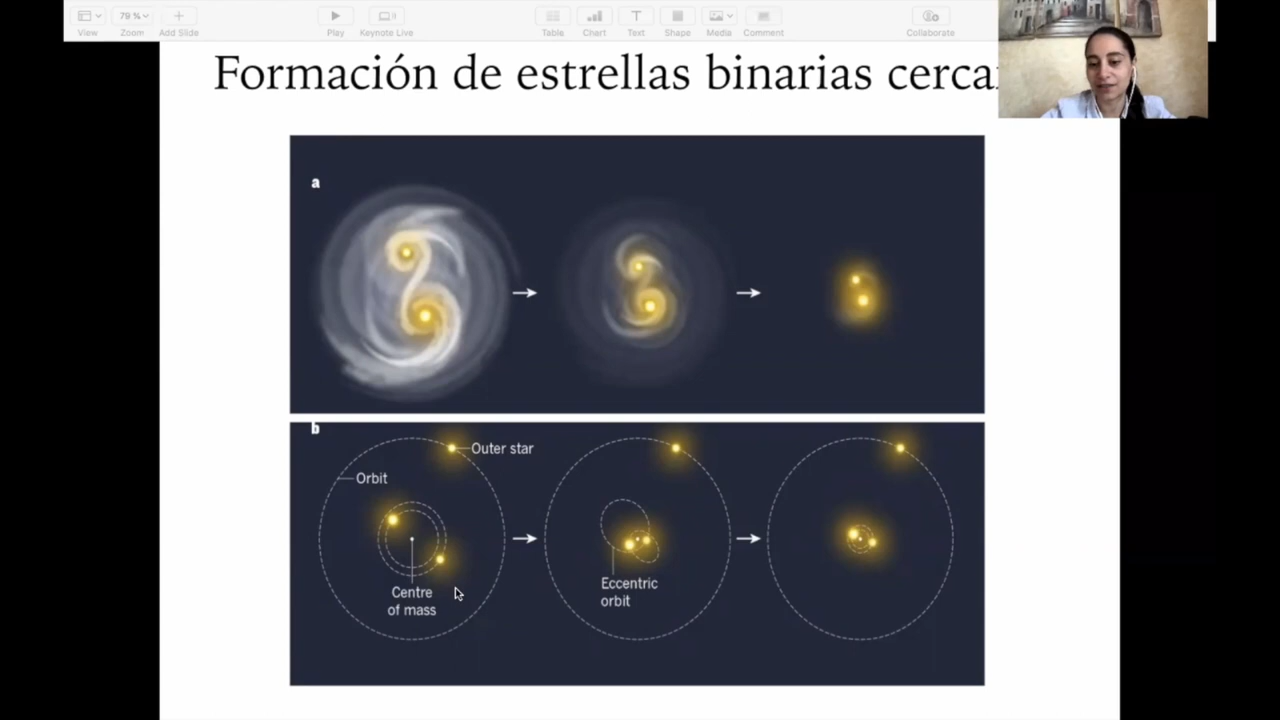 View
79 %
Zoom
Add Slide
Play
Keynote Live
Table
Chart
Text
Shape
Media
Comment
Collaborate
Formación de estrellas binarias
a
b
Outer star
Orbit
Centre
of mass
Eccentric
orbit